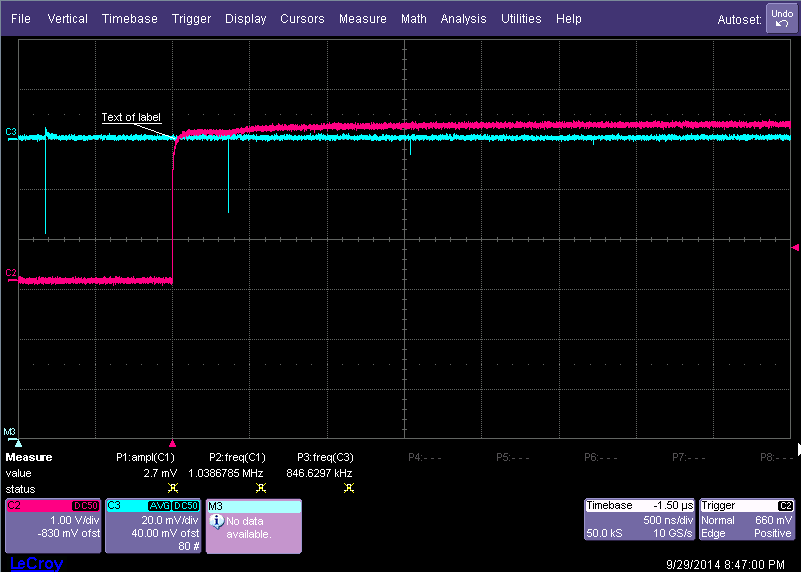 File Vertical Timebase Trigger Display Cursors Measure Math Analysis Utilities Help Autoset: Undo
Text of label
C3
C2
M3
Measure P1:ampl(C1) P2:freq(C1) P3:freq(C3) P4:- - - P5:- - - P6:- - - P7:- - - P8:- - -
value 2.7 mV 1.0386785 MHz 846.6297 kHz
status
C2 DC50
1.00 V/div
-830 mV ofst
C3 AVG DC50
20.0 mV/div
40.00 mV ofst
80 #
M3
No data
available.
Timebase -1.50 µs
500 ns/div
50.0 kS 10 GS/s
Trigger C2
Normal 660 mV
Edge Positive
LeCroy
9/29/2014 8:47:00 PM